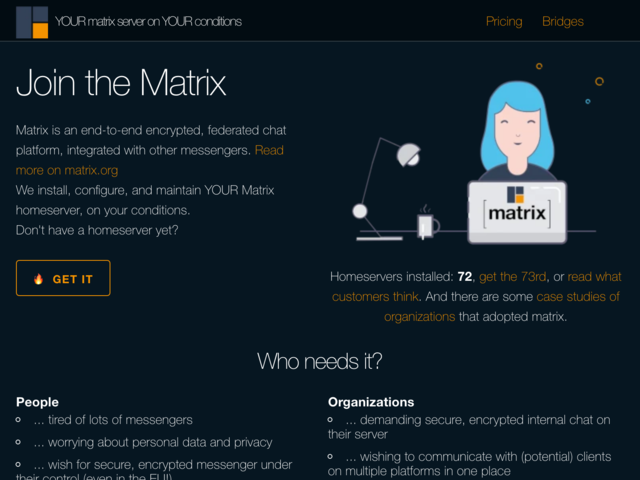 YOUR matrix server on YOUR conditions
Pricing
Bridges
Join the Matrix
Matrix is an end-to-end encrypted, federated chat
platform, integrated with other messengers. Read
more on matrix.org
We install, configure, and maintain YOUR Matrix
homeserver, on your conditions.
Don't have a homeserver yet?
GET IT
[matrix]
Homeservers installed: 72, get the 73rd, or read what
customers think. And there are some case studies of
organizations that adopted matrix.
Who needs it?
People
... tired of lots of messengers
... worrying about personal data and privacy
... wish for secure, encrypted messenger under
their control (even in the EU!)
Organizations
... demanding secure, encrypted internal chat on
their server
... wishing to communicate with (potential) clients
on multiple platforms in one place